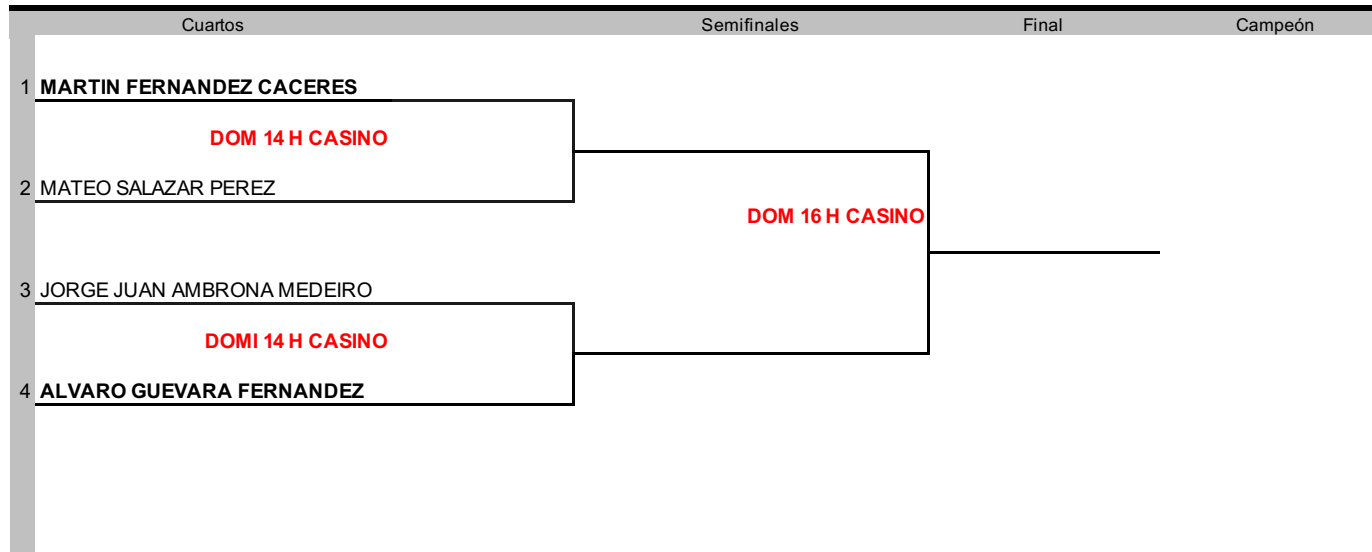 Cuartos Semifinales Final Campeón
1 MARTIN FERNANDEZ CACERES
DOM 14 H CASINO
2 MATEO SALAZAR PEREZ
DOM 16 H CASINO
3 JORGE JUAN AMBRONA MEDEIRO
DOMI 14 H CASINO
4 ALVARO GUEVARA FERNANDEZ